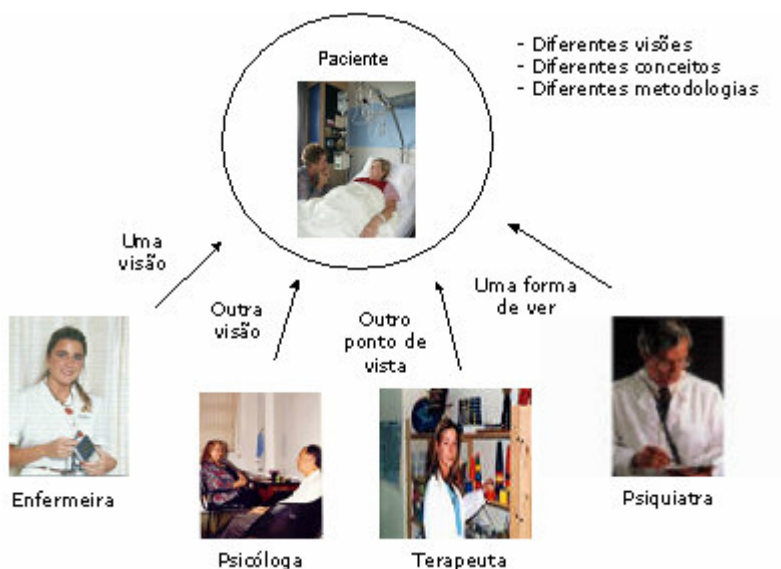 Paciente
- Diferentes visões
- Diferentes conceitos
- Diferentes metodologias
Uma
visão
Outra
visão
Outro
ponto de
vista
Uma forma
de ver
Enfermeira
Psicóloga
Terapeuta
Psiquiatra